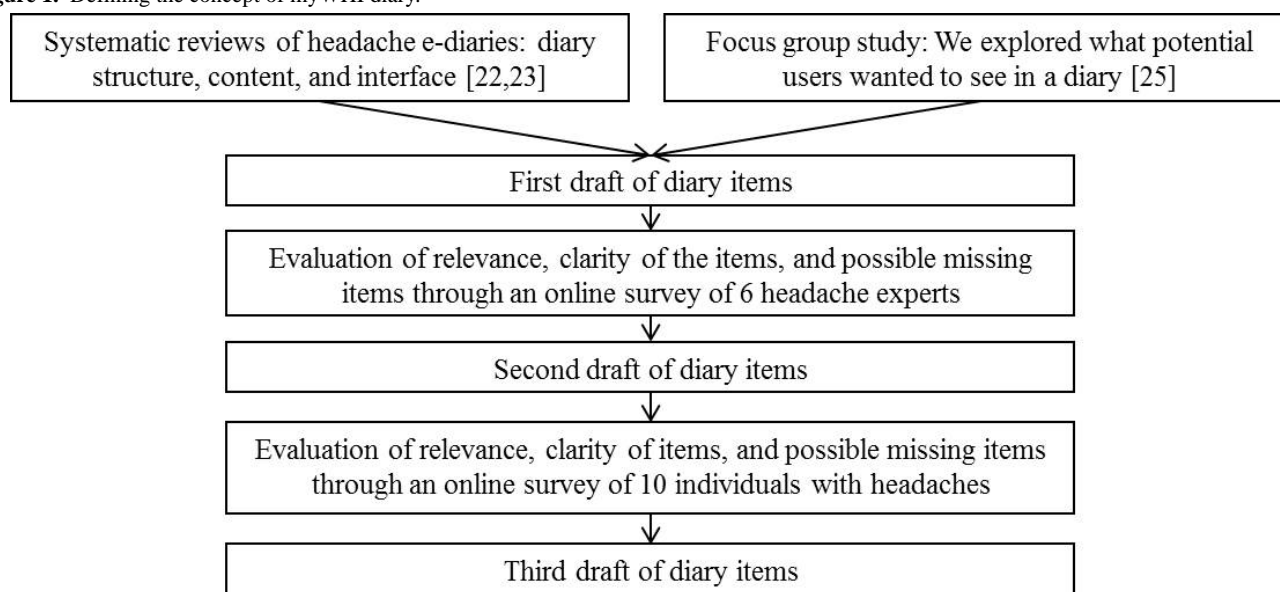 Figure 1. Defining the concept of myWHI diary.
Systematic reviews of headache e-diaries: diary
structure, content, and interface [22,23]
Focus group study: We explored what potential
users wanted to see in a diary [25]
First draft of diary items
Evaluation of relevance, clarity of the items, and possible missing
items through an online survey of 6 headache experts
Second draft of diary items
Evaluation of relevance, clarity of items, and possible missing items
through an online survey of 10 individuals with headaches
Third draft of diary items